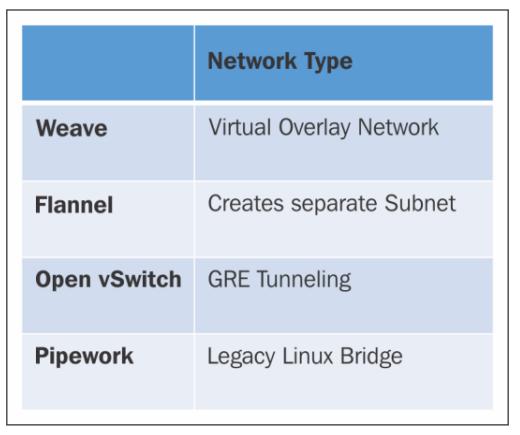 Network Type
Weave Virtual Overlay Network
Flannel Creates separate Subnet
Open vSwitch GRE Tunneling
Pipework Legacy Linux Bridge